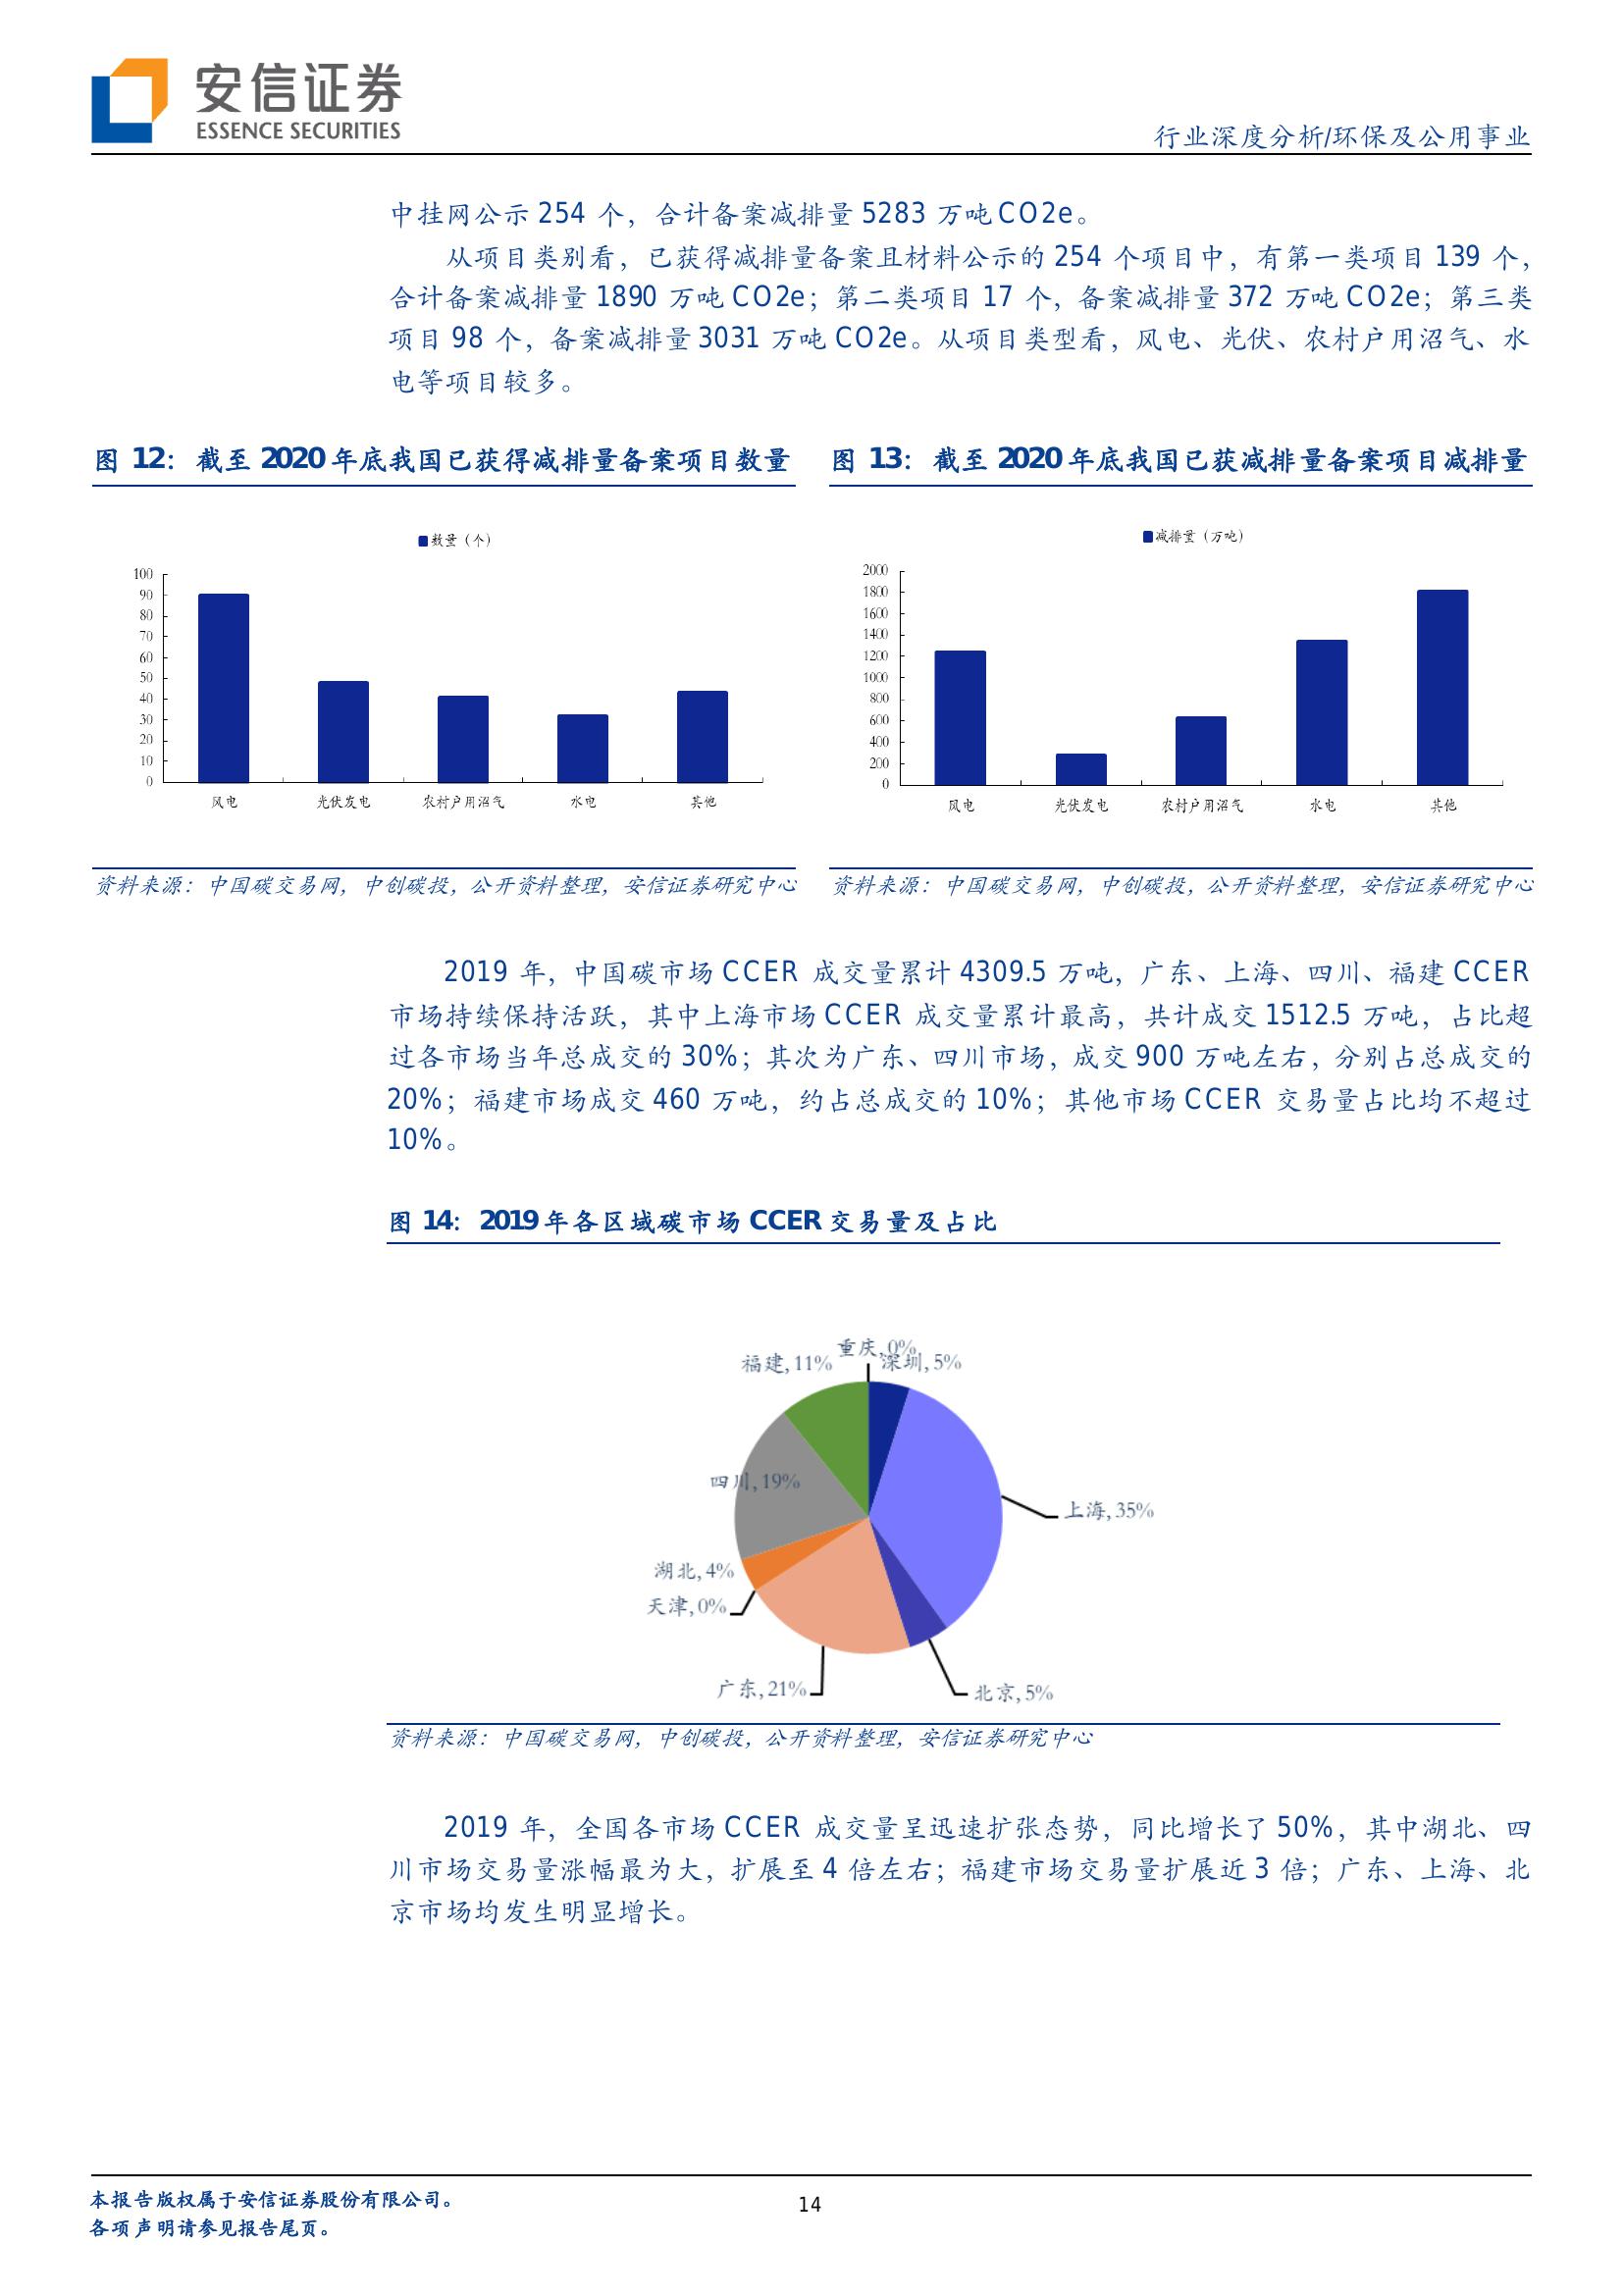 安信证券
ESSENCE SECURITIES
行业深度分析/环保及公用事业
中挂网公示 254 个，合计备案减排量 5283 万吨 CO2e。
从项目类别看，已获得减排量备案且材料公示的 254 个项目中，有第一类项目 139 个，
合计备案减排量 1890 万吨 CO2e；第二类项目 17 个，备案减排量 372 万吨 CO2e；第三类
项目 98 个，备案减排量 3031 万吨 CO2e。从项目类型看，风电、光伏、农村户用沼气、水
电等项目较多。
图 12：截至 2020 年底我国已获得减排量备案项目数量
数量（个）
100
90
80
70
60
50
40
30
20
10
0
风电 光伏发电 农村户用沼气 水电 其他
资料来源：中国碳交易网，中创碳投，公开资料整理，安信证券研究中心
图 13：截至 2020 年底我国已获减排量备案项目减排量
减排量（万吨）
2000
1800
1600
1400
1200
1000
800
600
400
200
0
风电 光伏发电 农村户用沼气 水电 其他
资料来源：中国碳交易网，中创碳投，公开资料整理，安信证券研究中心
2019 年，中国碳市场 CCER 成交量累计 4309.5 万吨，广东、上海、四川、福建 CCER
市场持续保持活跃，其中上海市场 CCER 成交量累计最高，共计成交 1512.5 万吨，占比超
过各市场当年总成交的 30%；其次为广东、四川市场，成交 900 万吨左右，分别占总成交的
20%；福建市场成交 460 万吨，约占总成交的 10%；其他市场 CCER 交易量占比均不超过
10%。
图 14：2019 年各区域碳市场 CCER 交易量及占比
重庆, 0%
福建, 11%
深圳, 5%
四川, 19%
上海, 35%
湖北, 4%
天津, 0%
广东, 21%
北京, 5%
资料来源：中国碳交易网，中创碳投，公开资料整理，安信证券研究中心
2019 年，全国各市场 CCER 成交量呈迅速扩张态势，同比增长了 50%，其中湖北、四
川市场交易量涨幅最为大，扩展至 4 倍左右；福建市场交易量扩展近 3 倍；广东、上海、北
京市场均发生明显增长。
本报告版权属于安信证券股份有限公司。
各项声明请参见报告尾页。
14